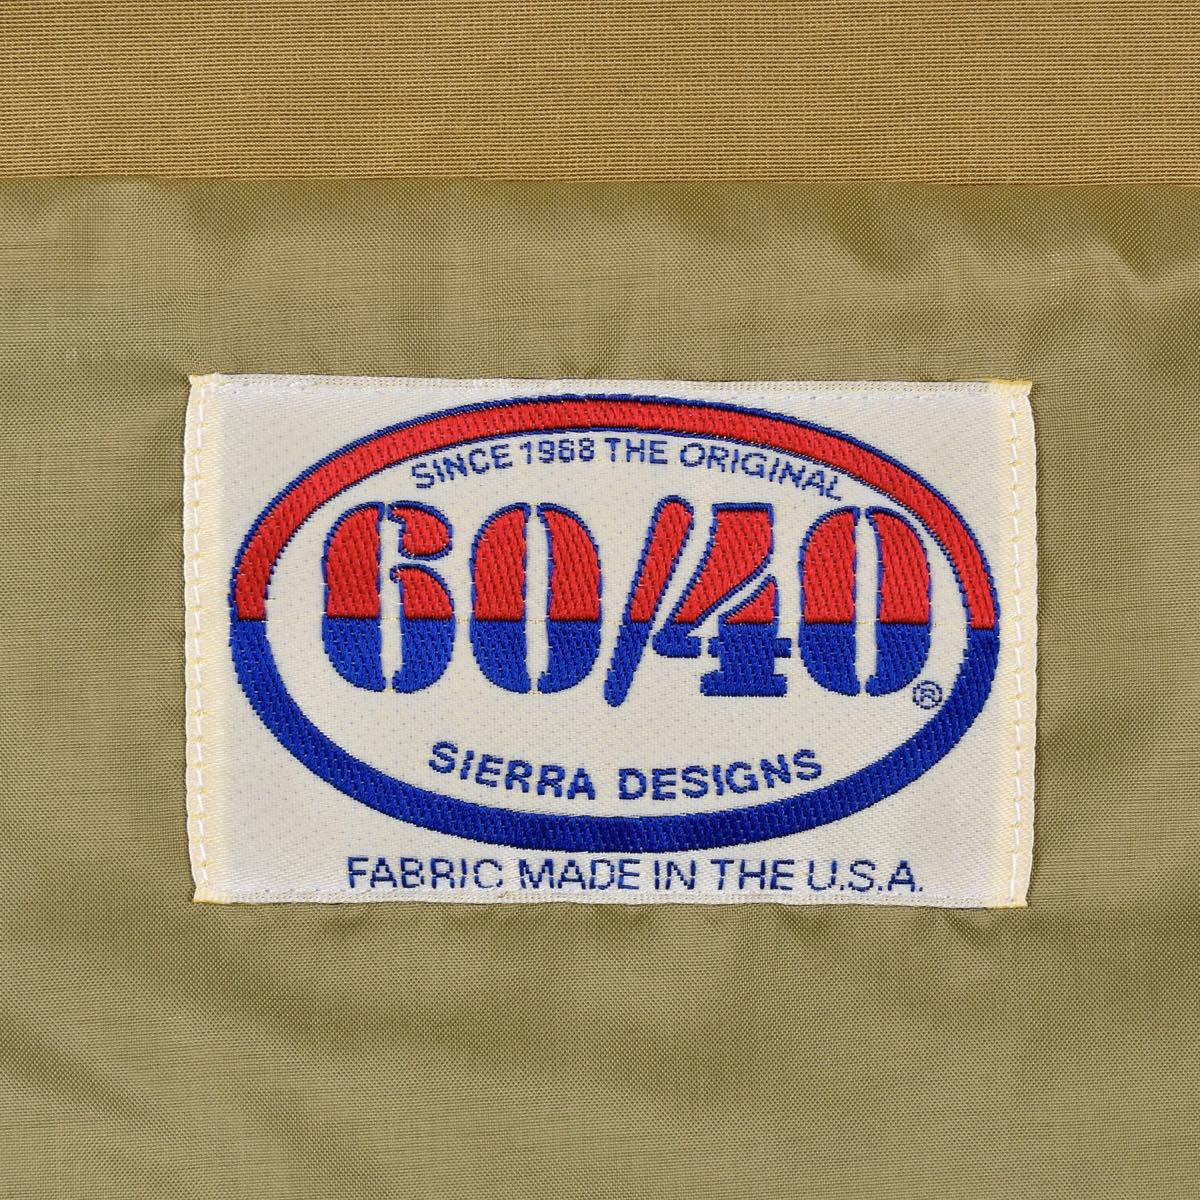 SINCE 1968 THE ORIGINAL
60/40®
SIERRA DESIGNS
FABRIC MADE IN THE U.S.A.